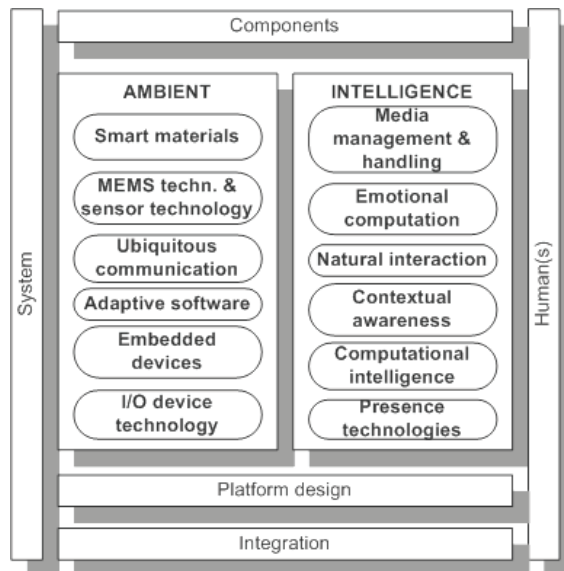 Components
System
AMBIENT
Smart materials
MEMS techn. &
sensor technology
Ubiquitous
communication
Adaptive software
Embedded
devices
I/O device
technology
INTELLIGENCE
Media
management &
handling
Emotional
computation
Natural interaction
Contextual
awareness
Computational
intelligence
Presence
technologies
Human(s)
Platform design
Integration